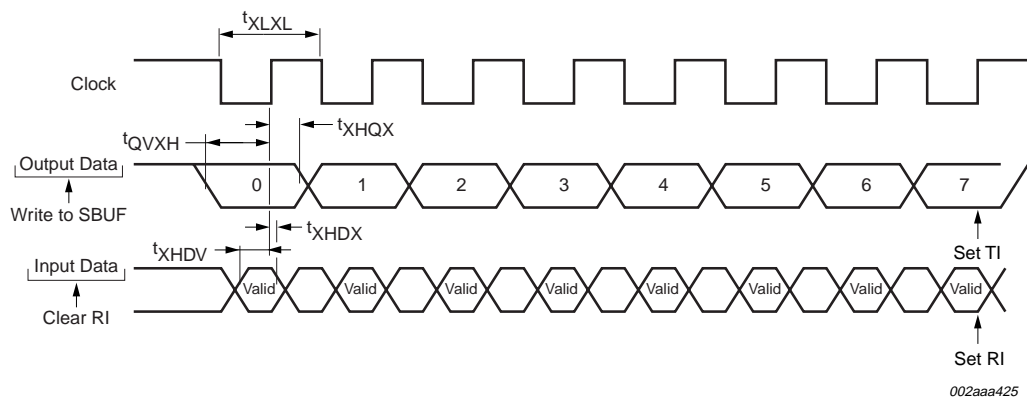 tXLXL
Clock
tXHQX
tQVXH
Output Data
0 1 2 3 4 5 6 7
Write to SBUF
tXHDX
tXHDV
Set TI
Input Data
Valid Valid Valid Valid Valid Valid Valid Valid
Clear RI
Set RI
002aaa425